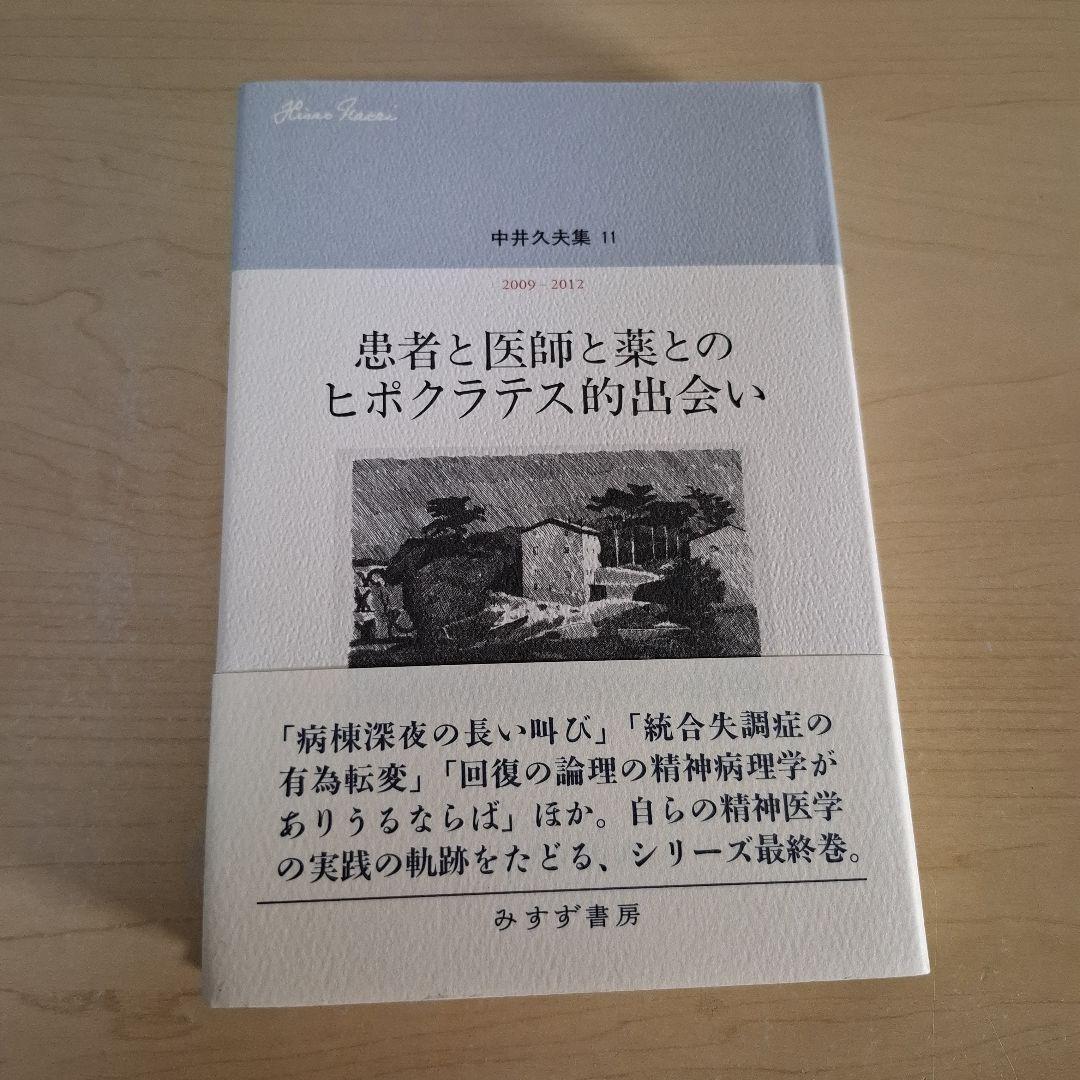 Hisao Nakai
中井久夫集 11
2009–2012
患者と医師と薬との
ヒポクラテス的出会い
「病棟深夜の長い叫び」「統合失調症の
有為転変」「回復の論理の精神病理学が
ありうるならば」ほか。自らの精神医学
の実践の軌跡をたどる、シリーズ最終巻。
みすず書房